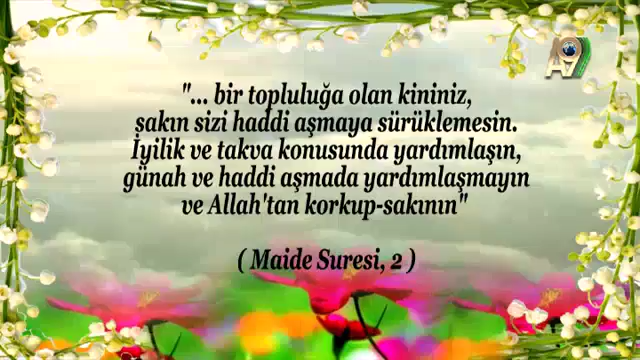 A9
"... bir topluluğa olan kininiz,
sakın sizi haddi aşmaya sürüklemesin.
İyilik ve takva konusunda yardımlaşın,
günah ve haddi aşmada yardımlaşmayın
ve Allah'tan korkup-sakının"
( Maide Suresi, 2 )